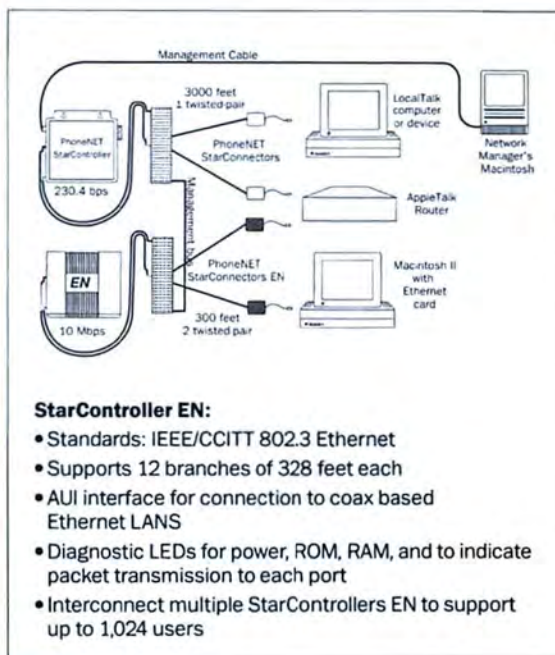 Management Cable
3000 feet
1 twisted pair
LocalTalk
computer
or device
PhoneNET
StarController
PhoneNET
StarConnectors
Network
Manager's
Macintosh
230.4 bps
Management bus
AppleTalk
Router
PhoneNET
StarConnectors EN
EN
Macintosh II
with
Ethernet
card
10 Mbps
300 feet
2 twisted pair
StarController EN:
• Standards: IEEE/CCITT 802.3 Ethernet
• Supports 12 branches of 328 feet each
• AUI interface for connection to coax based
Ethernet LANS
• Diagnostic LEDs for power, ROM, RAM, and to indicate
packet transmission to each port
• Interconnect multiple StarControllers EN to support
up to 1,024 users